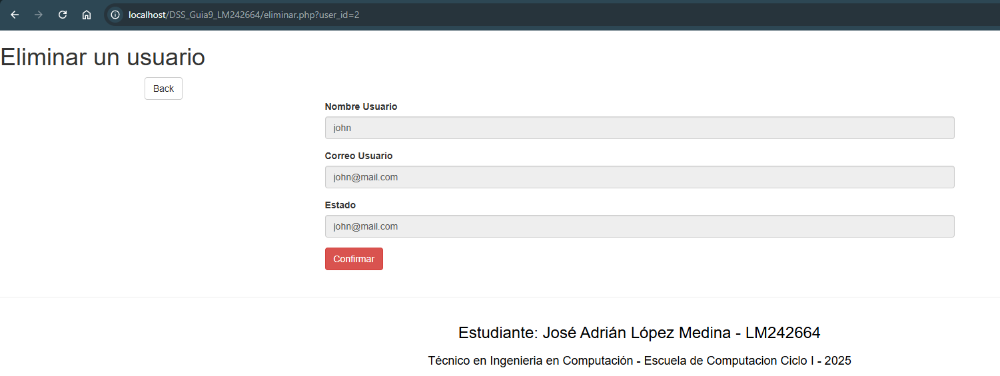 localhost/DSS_Guia9_LM242664/eliminar.php?user_id=2
Eliminar un usuario
Back
Nombre Usuario
john
Correo Usuario
john@mail.com
Estado
john@mail.com
Confirmar
Estudiante: José Adrián López Medina - LM242664
Técnico en Ingenieria en Computación - Escuela de Computacion Ciclo I - 2025